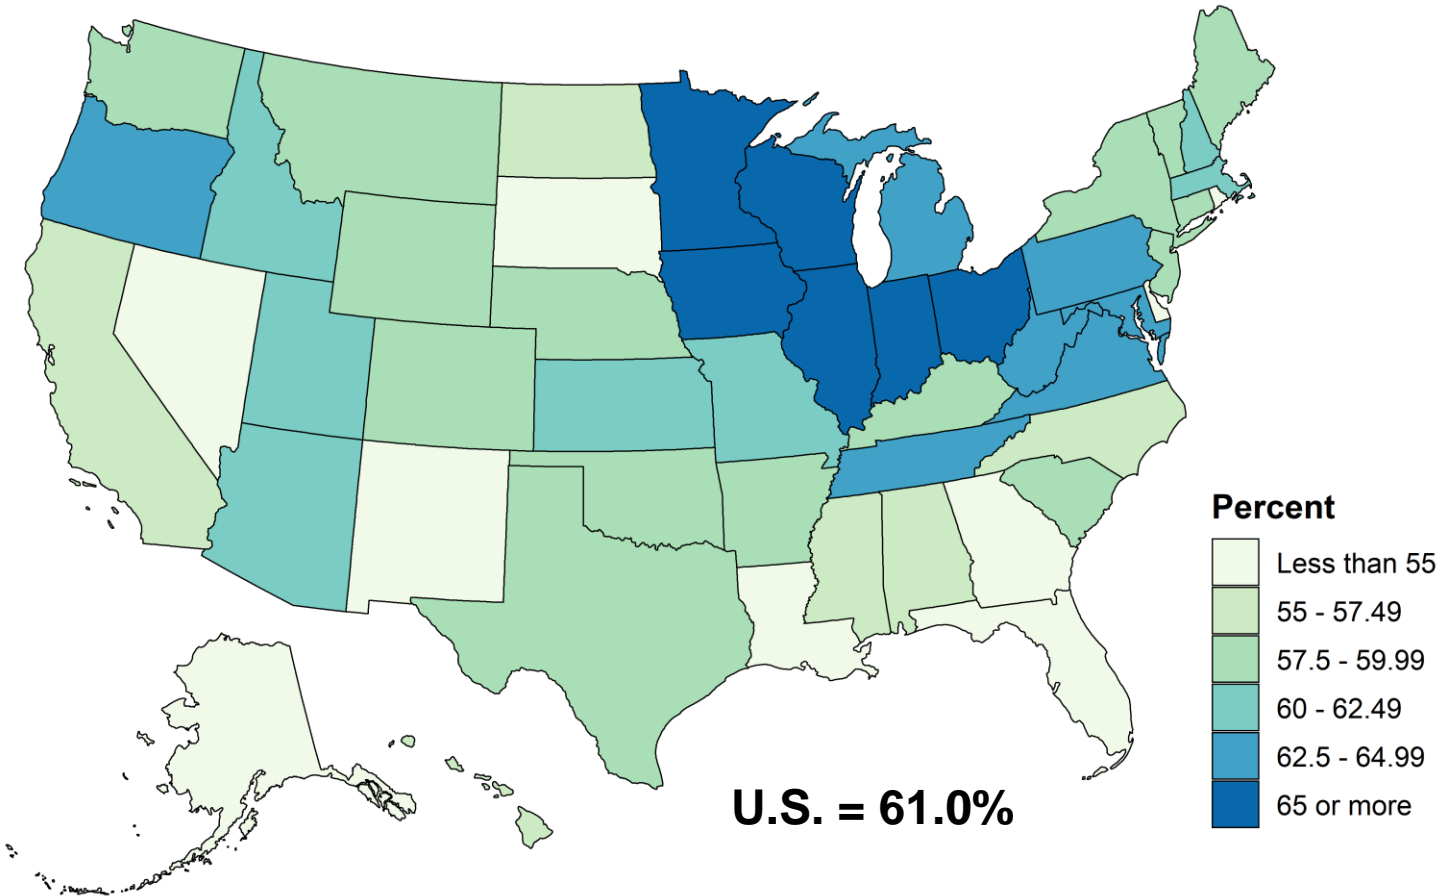 Percent
Less than 55
55 - 57.49
57.5 - 59.99
60 - 62.49
62.5 - 64.99
65 or more
U.S. = 61.0%